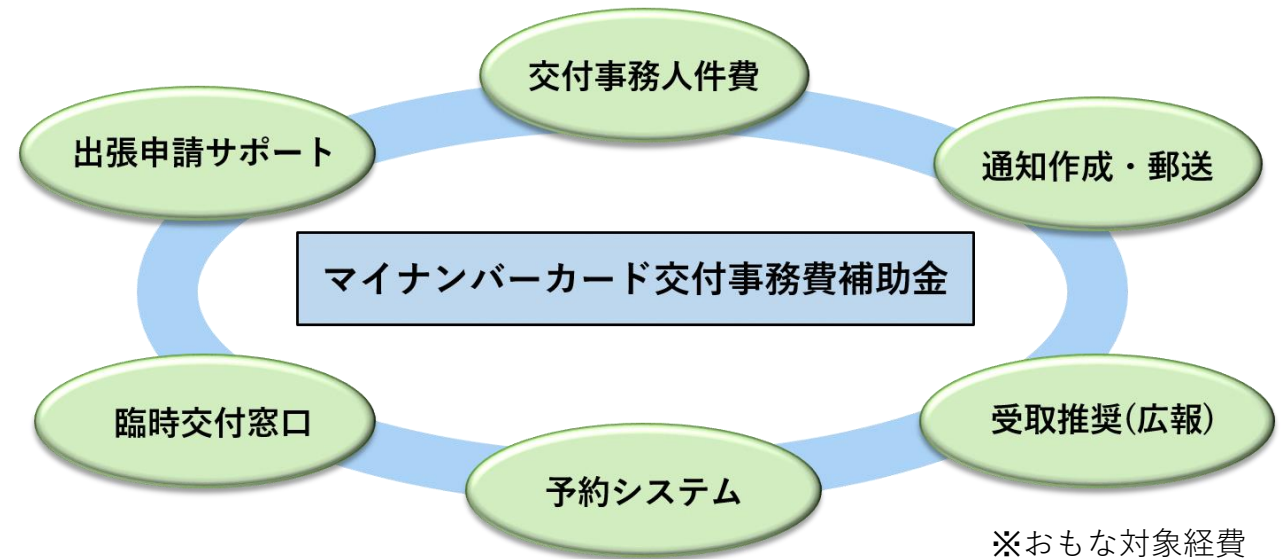 交付事務人件費
出張申請サポート
通知作成・郵送
マイナンバーカード交付事務費補助金
臨時交付窓口
受取推奨(広報)
予約システム
※おもな対象経費